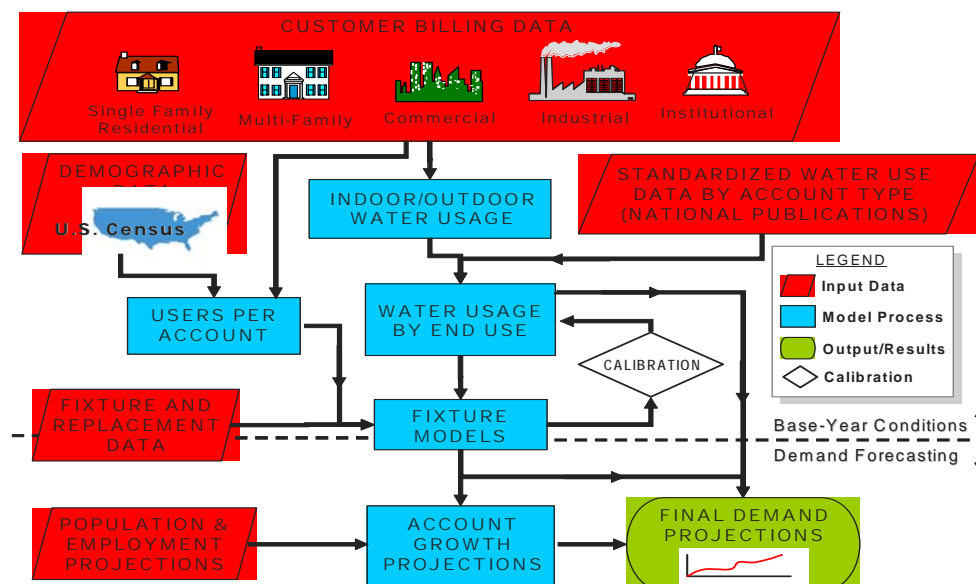 CUSTOMER BILLING DATA
Single Family
Residential
Multi-Family
Commercial
Industrial
Institutional
DEMOGRAPHIC
U.S. Census
INDOOR/OUTDOOR
WATER USAGE
STANDARDIZED WATER USE
DATA BY ACCOUNT TYPE
(NATIONAL PUBLICATIONS)
LEGEND
Input Data
Model Process
Output/Results
Calibration
USERS PER
ACCOUNT
WATER USAGE
BY END USE
CALIBRATION
FIXTURE AND
REPLACEMENT
DATA
FIXTURE
MODELS
Base-Year Conditions
Demand Forecasting
POPULATION &
EMPLOYMENT
PROJECTIONS
ACCOUNT
GROWTH
PROJECTIONS
FINAL DEMAND
PROJECTIONS